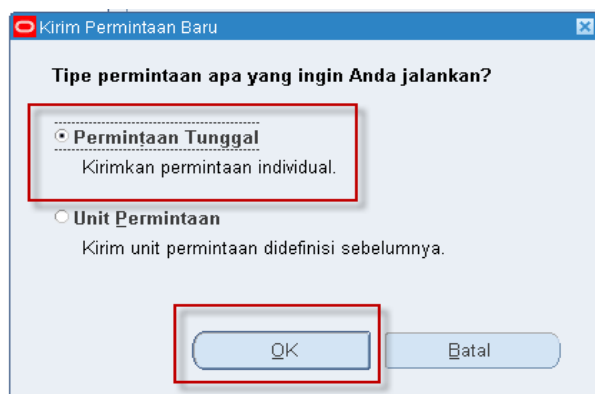 Kirim Permintaan Baru
Tipe permintaan apa yang ingin Anda jalankan?
Permintaan Tunggal
Kirimkan permintaan individual.
Unit Permintaan
Kirim unit permintaan didefinisi sebelumnya.
OK Batal